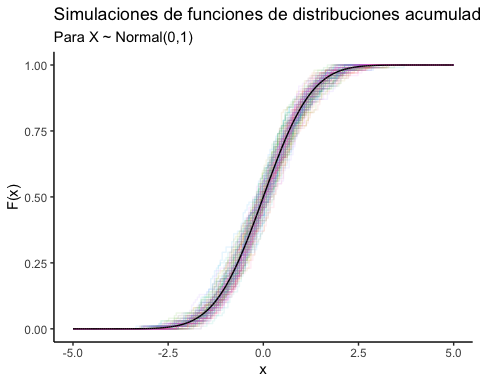 Simulaciones de funciones de distribuciones acumulad
Para X ~ Normal(0,1)
1.00
0.75
0.50
0.25
0.00
F(x)
-5.0 -2.5 0.0 2.5 5.0
x